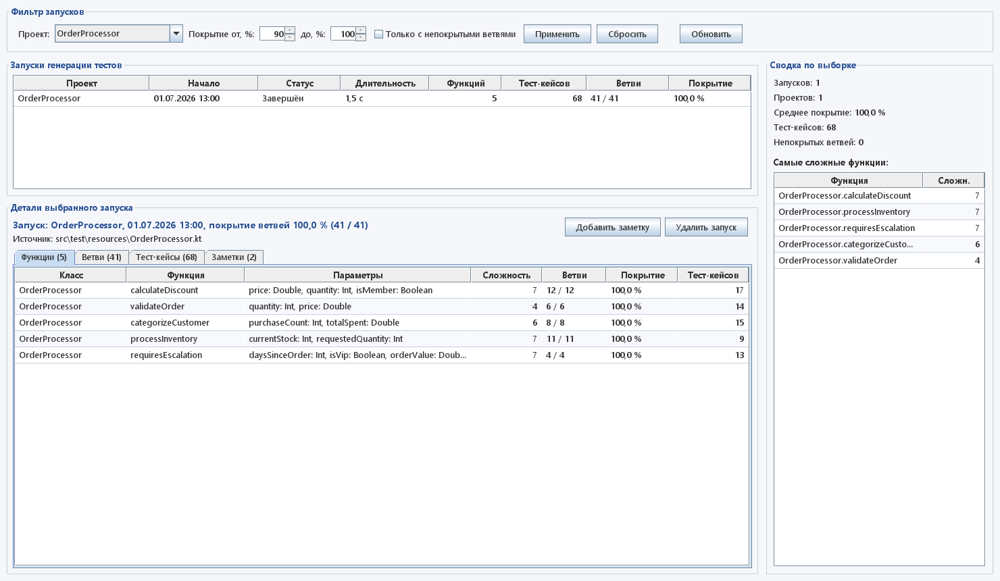 Фильтр запусков
Проект: OrderProcessor Покрытие от, %: 90 до, %: 100 Только с непокрытыми ветвями Применить Сбросить Обновить
Запуски генерации тестов
Проект Начало Статус Длительность Функций Тест-кейсов Ветви Покрытие
OrderProcessor 01.07.2026 13:00 Завершён 1,5 с 5 68 41 / 41 100,0 %
Сводка по выборке
Запусков: 1
Проектов: 1
Среднее покрытие: 100,0 %
Тест-кейсов: 68
Непокрытых ветвей: 0
Самые сложные функции:
Функция Сложн.
OrderProcessor.calculateDiscount 7
OrderProcessor.processInventory 7
OrderProcessor.requiresEscalation 7
OrderProcessor.categorizeCusto... 6
OrderProcessor.validateOrder 4
Детали выбранного запуска
Запуск: OrderProcessor, 01.07.2026 13:00, покрытие ветвей 100,0 % (41 / 41)
Источник: src\test\resources\OrderProcessor.kt
Добавить заметку Удалить запуск
Функции (5) Ветви (41) Тест-кейсы (68) Заметки (2)
Класс Функция Параметры Сложность Ветви Покрытие Тест-кейсов
OrderProcessor calculateDiscount price: Double, quantity: Int, isMember: Boolean 7 12 / 12 100,0 % 17
OrderProcessor validateOrder quantity: Int, price: Double 4 6 / 6 100,0 % 14
OrderProcessor categorizeCustomer purchaseCount: Int, totalSpent: Double 6 8 / 8 100,0 % 15
OrderProcessor processInventory currentStock: Int, requestedQuantity: Int 7 11 / 11 100,0 % 9
OrderProcessor requiresEscalation daysSinceOrder: Int, isVip: Boolean, orderValue: Doub... 7 4 / 4 100,0 % 13